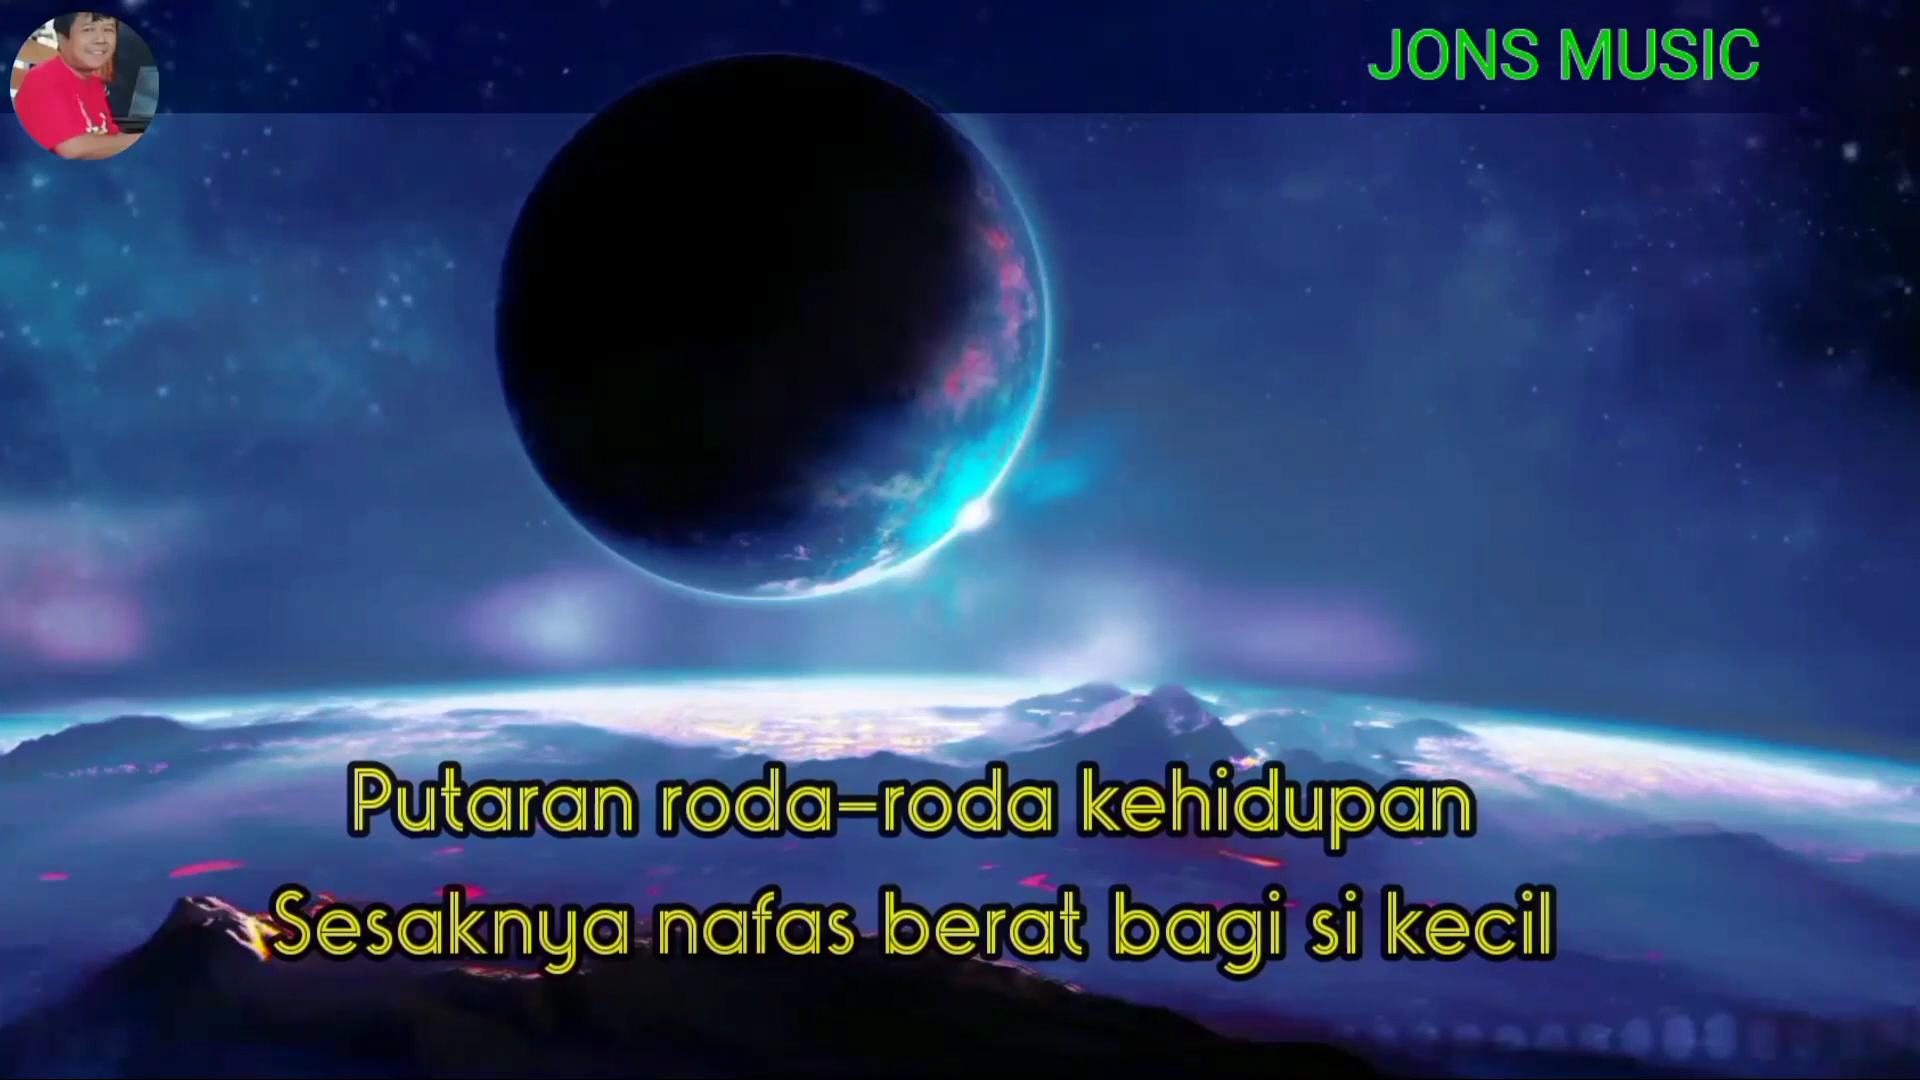 JONS MUSIC
Putaran roda-roda kehidupan
Sesaknya nafas berat bagi si kecil